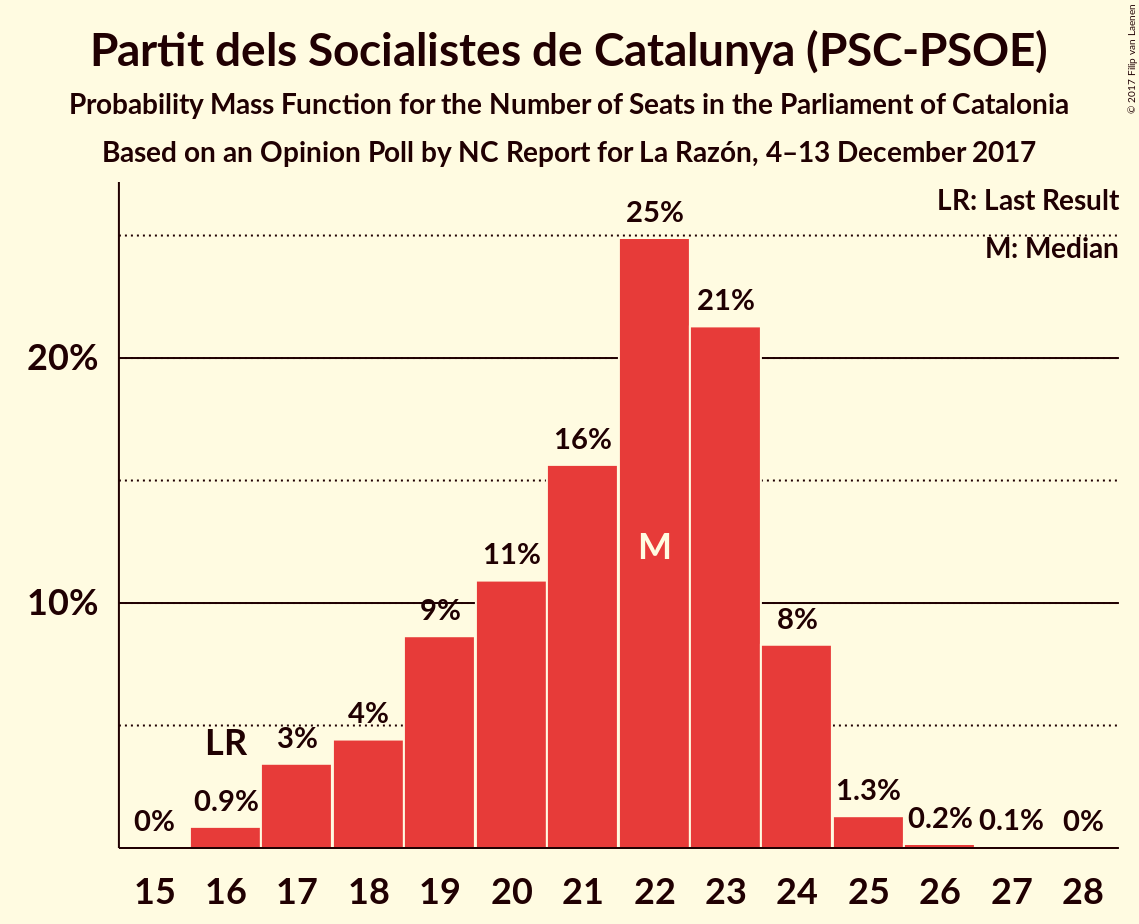 Partit dels Socialistes de Catalunya (PSC-PSOE)
Probability Mass Function for the Number of Seats in the Parliament of Catalonia
Based on an Opinion Poll by NC Report for La Razón, 4–13 December 2017
© 2017 Filip van Laenen
LR: Last Result
M: Median
20%
10%
0%
LR
0.9%
3%
4%
9%
11%
16%
25%
M
21%
8%
1.3%
0.2%
0.1%
0%
15 16 17 18 19 20 21 22 23 24 25 26 27 28